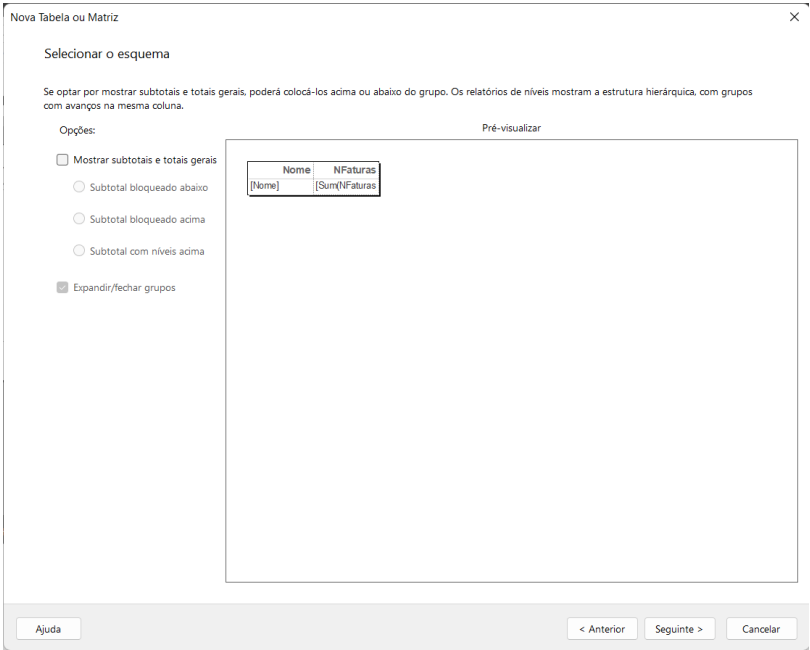 Nova Tabela ou Matriz
Selecionar o esquema
Se optar por mostrar subtotais e totais gerais, poderá colocá-los acima ou abaixo do grupo. Os relatórios de níveis mostram a estrutura hierárquica, com grupos
com avanços na mesma coluna.
Opções:
Pré-visualizar
Mostrar subtotais e totais gerais
Subtotal bloqueado abaixo
Subtotal bloqueado acima
Subtotal com níveis acima
Expandir/fechar grupos
Nome NFaturas
[Nome] [Sum(NFaturas
Ajuda
< Anterior
Seguinte >
Cancelar